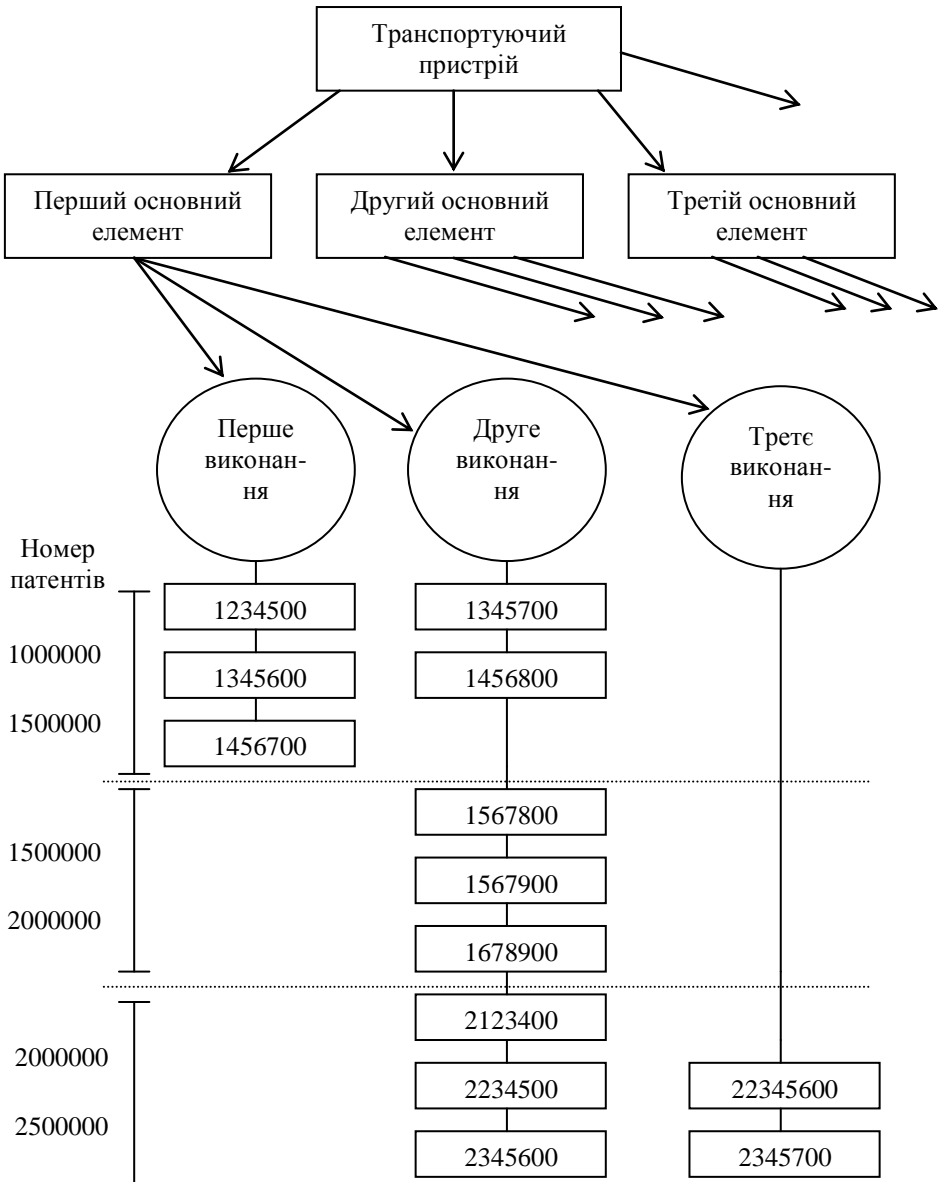 Транспортуючий
пристрій
Перший основний
елемент
Другий основний
елемент
Третій основний
елемент
Перше
виконан-
ня
Друге
виконан-
ня
Третє
виконан-
ня
Номер
патентів
1234500
1345700
1000000
1345600
1456800
1500000
1456700
1567800
1500000
1567900
2000000
1678900
2123400
2000000
2234500
22345600
2500000
2345600
2345700